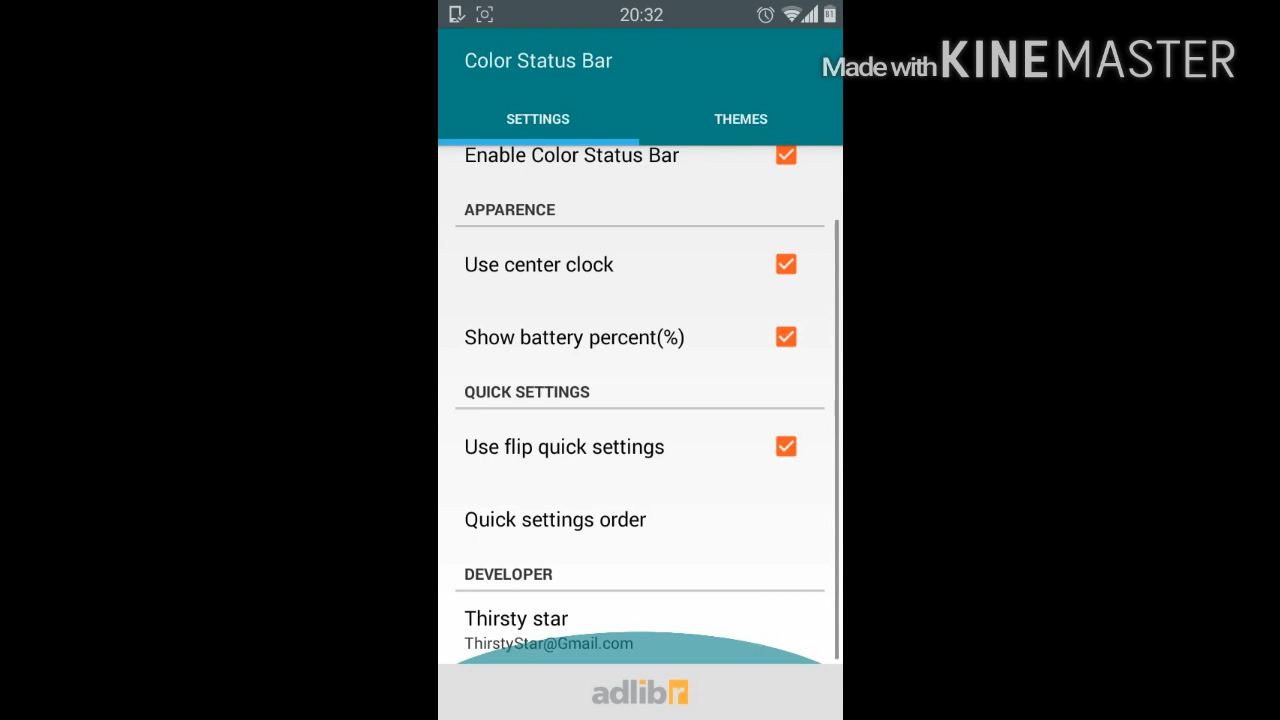 20:32
81
Color Status Bar
Made with KINEMASTER
SETTINGS THEMES
Enable Color Status Bar
APPARENCE
Use center clock
Show battery percent(%)
QUICK SETTINGS
Use flip quick settings
Quick settings order
DEVELOPER
Thirsty star
ThirstyStar@Gmail.com
adlibr